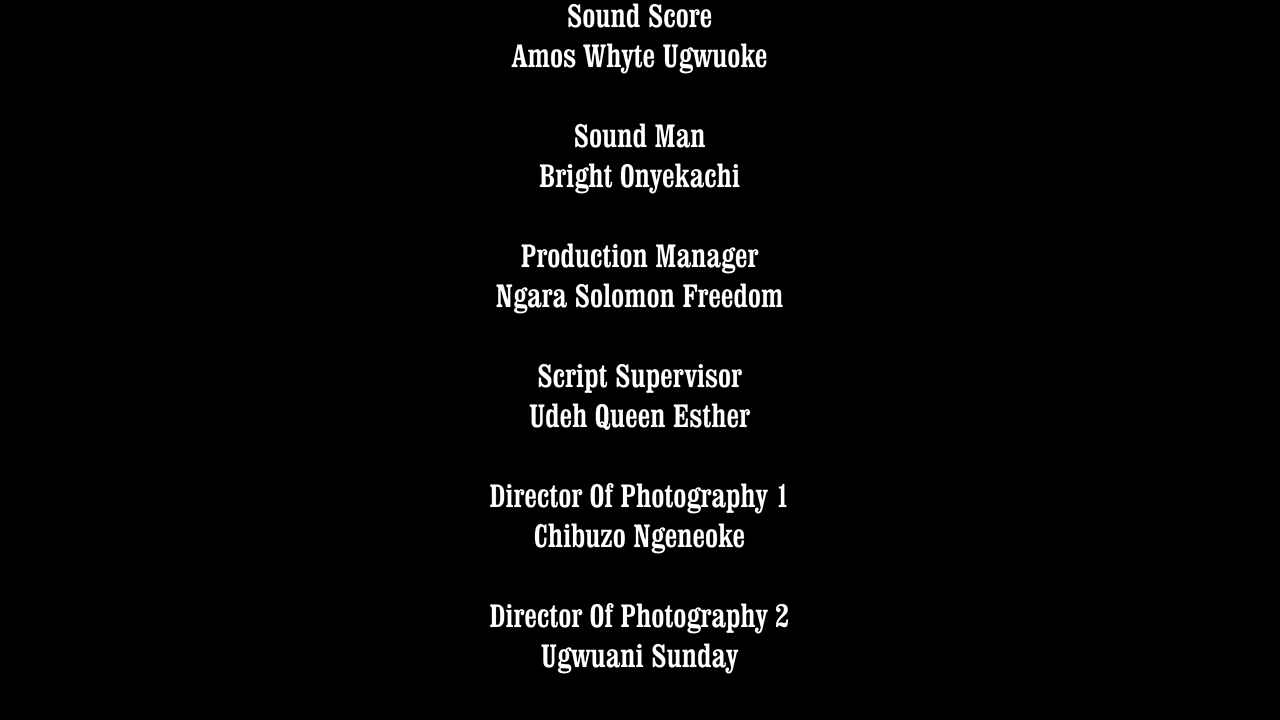 Sound Score
Amos Whyte Ugwuoke
Sound Man
Bright Onyekachi
Production Manager
Ngara Solomon Freedom
Script Supervisor
Udeh Queen Esther
Director Of Photography 1
Chibuzo Ngeneoke
Director Of Photography 2
Ugwuani Sunday